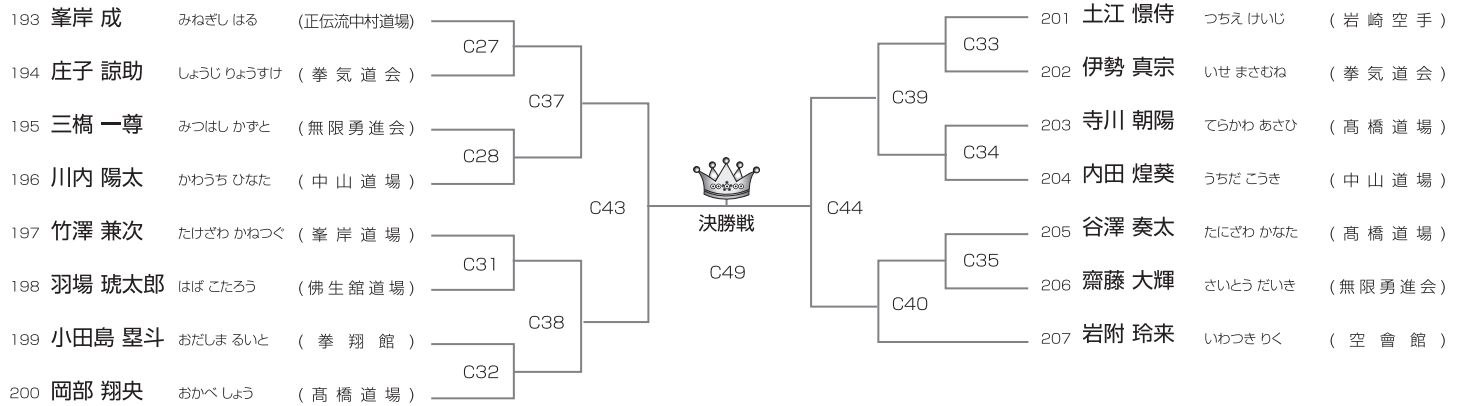 193 峯岸 成 みねぎし はる (正伝流中村道場)
C27
194 庄子 諒助 しょうじ りょうすけ (拳気道会)
C37
195 三橋 一尊 みつはし かずと (無限勇進会)
C28
196 川内 陽太 かわうち ひなた (中山道場)
C43
197 竹澤 兼次 たけざわ かねつぐ (峯岸道場)
C31
198 羽場 琥太郎 はば こたろう (佛生舘道場)
C38
199 小田島 塁斗 おだしま るいと (拳翔館)
C32
200 岡部 翔央 おかべ しょう (髙橋道場)
決勝戦
C49
201 土江 憬侍 つちえ けいじ (岩崎空手)
C33
202 伊勢 真宗 いせ まさむね (拳気道会)
C39
203 寺川 朝陽 てらかわ あさひ (髙橋道場)
C34
204 内田 煌葵 うちだ こうき (中山道場)
C44
205 谷澤 奏太 たにざわ かなた (髙橋道場)
C35
206 齋藤 大輝 さいとう だいき (無限勇進会)
C40
207 岩附 玲来 いわつき りく (空會館)